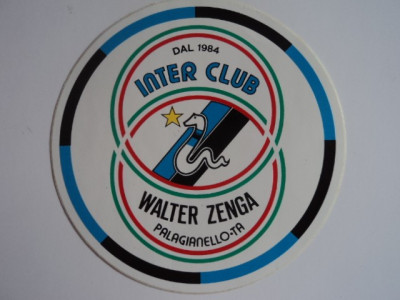 DAL 1984
INTER CLUB
WALTER ZENGA
PALAGIANELLO-TA